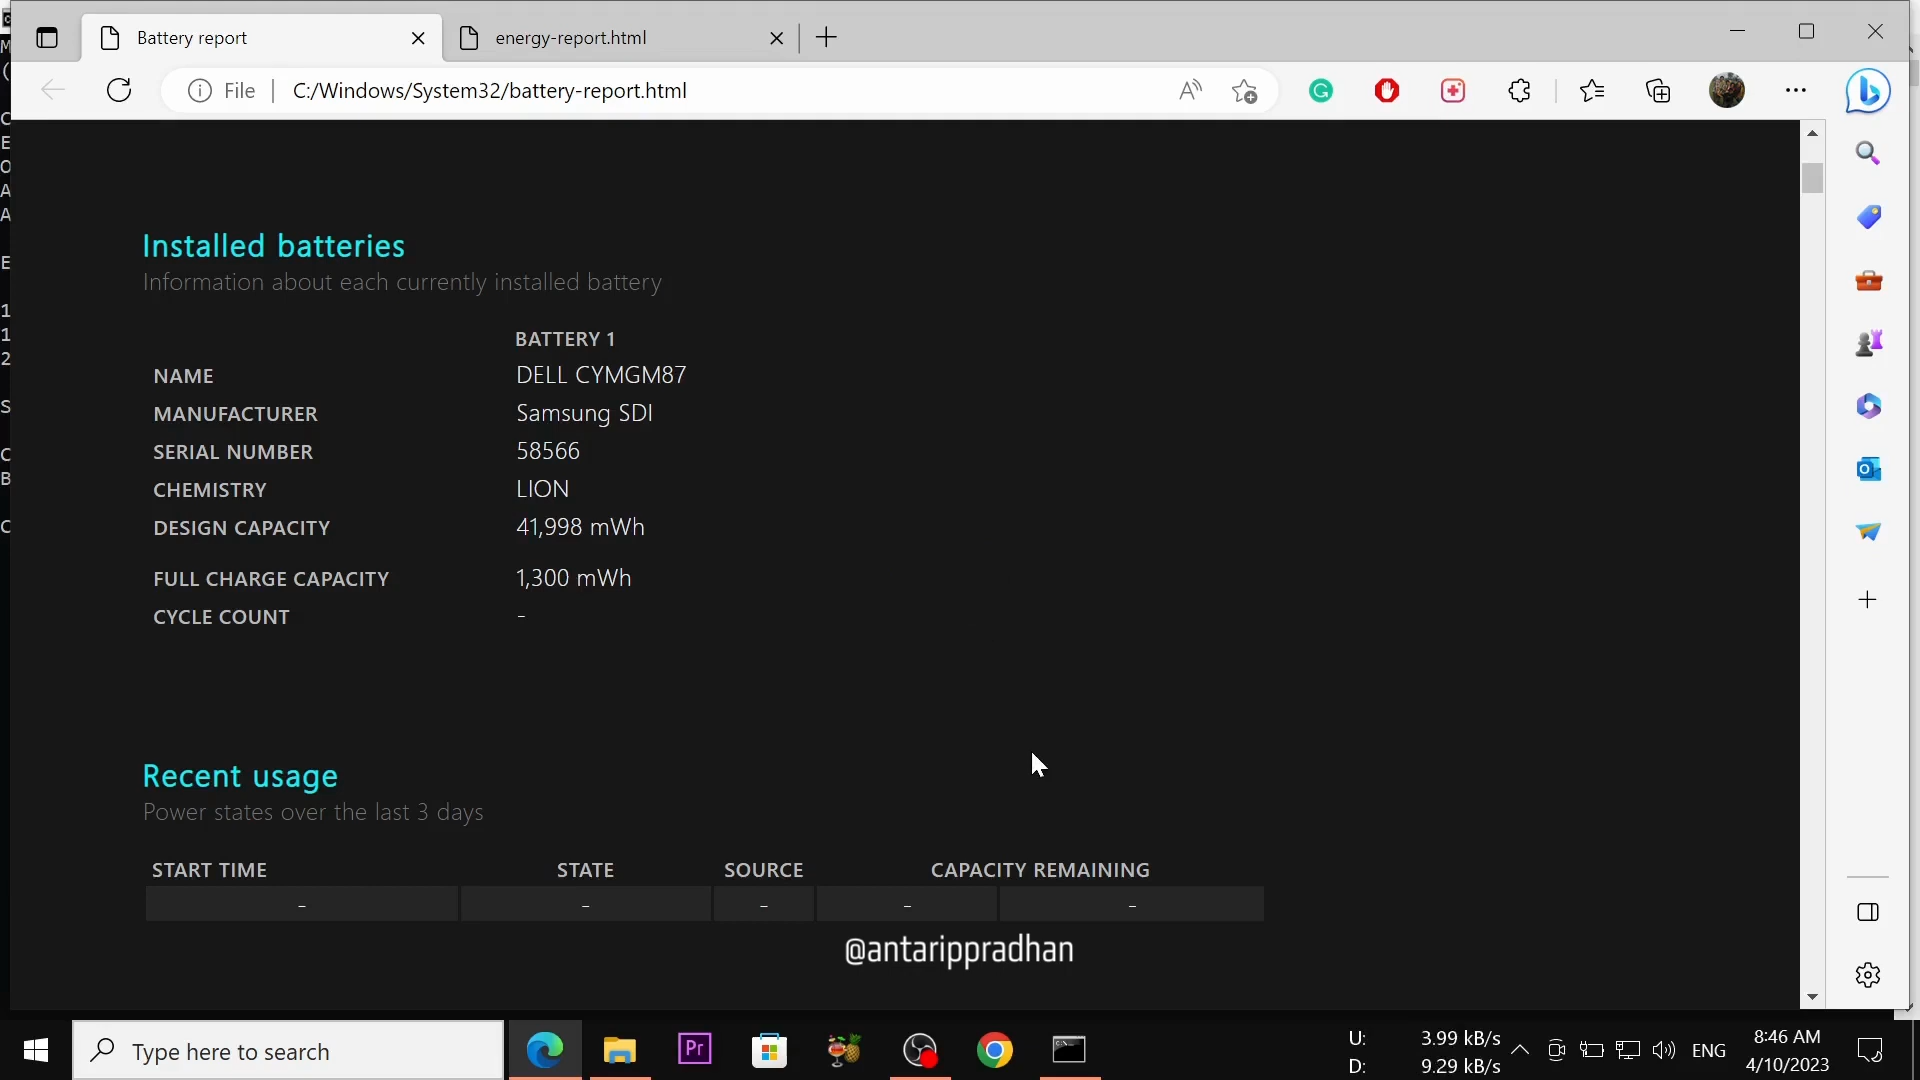 Battery report
energy-report.html
File
C:/Windows/System32/battery-report.html
Installed batteries
Information about each currently installed battery
BATTERY 1
NAME DELL CYMGM87
MANUFACTURER Samsung SDI
SERIAL NUMBER 58566
CHEMISTRY LION
DESIGN CAPACITY 41,998 mWh
FULL CHARGE CAPACITY 1,300 mWh
CYCLE COUNT -
Recent usage
Power states over the last 3 days
START TIME STATE SOURCE CAPACITY REMAINING
- - - - -
@antarippradhan
Type here to search
Pr
U: 3.99 kB/s
D: 9.29 kB/s
ENG
8:46 AM
4/10/2023